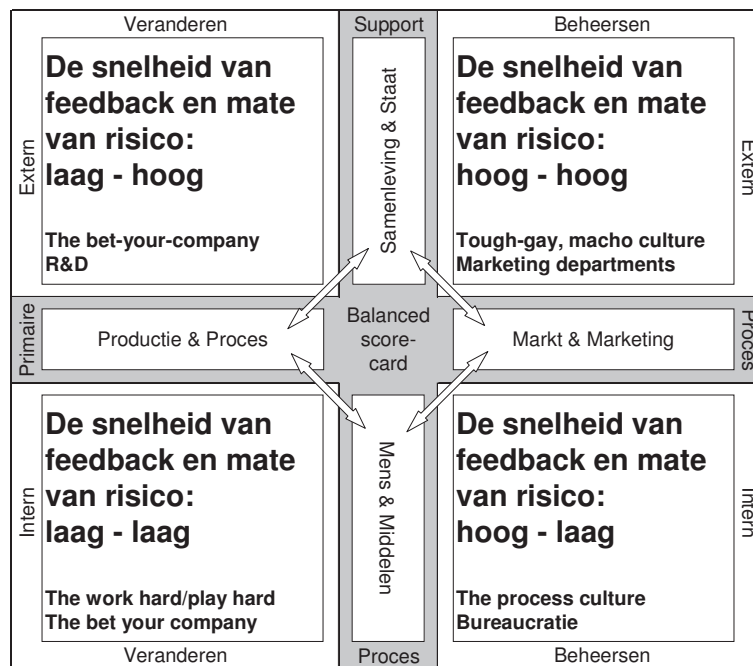 Veranderen
Support
Beheersen
Extern
De snelheid van
feedback en mate
van risico:
laag - hoog
The bet-your-company
R&D
Samenleving & Staat
De snelheid van
feedback en mate
van risico:
hoog - hoog
Tough-gay, macho culture
Marketing departments
Extern
Primaire
Productie & Proces
Balanced
score-
card
Markt & Marketing
Proces
Intern
De snelheid van
feedback en mate
van risico:
laag - laag
The work hard/play hard
The bet your company
Mens & Middelen
De snelheid van
feedback en mate
van risico:
hoog - laag
The process culture
Bureaucratie
Intern
Veranderen
Proces
Beheersen